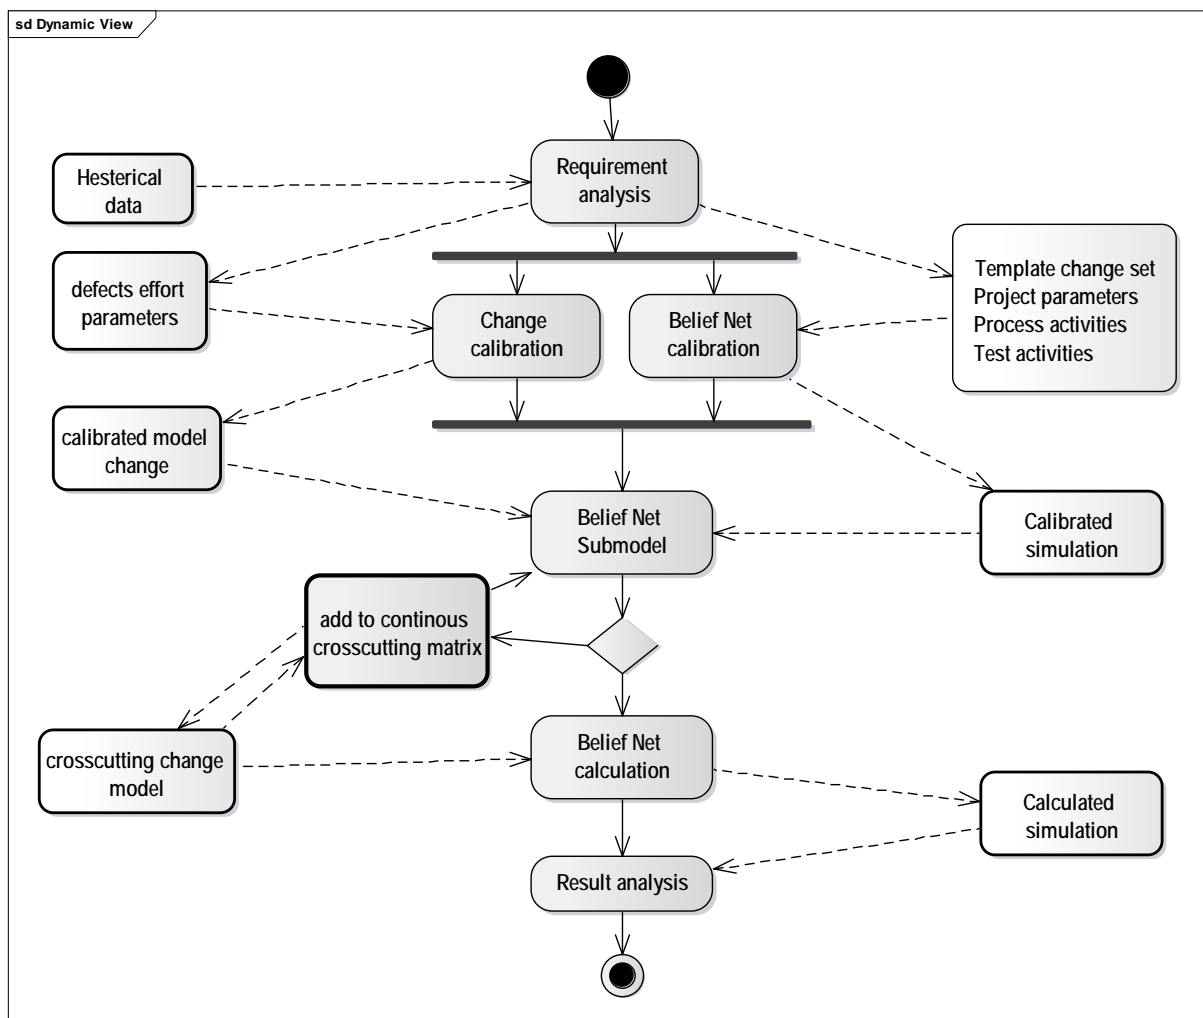 sd Dynamic View
Requirement
analysis
Hesterical
data
defects effort
parameters
Template change set
Project parameters
Process activities
Test activities
Change
calibration
Belief Net
calibration
calibrated model
change
Belief Net
Submodel
Calibrated
simulation
add to continous
crosscutting matrix
crosscutting change
model
Belief Net
calculation
Calculated
simulation
Result analysis